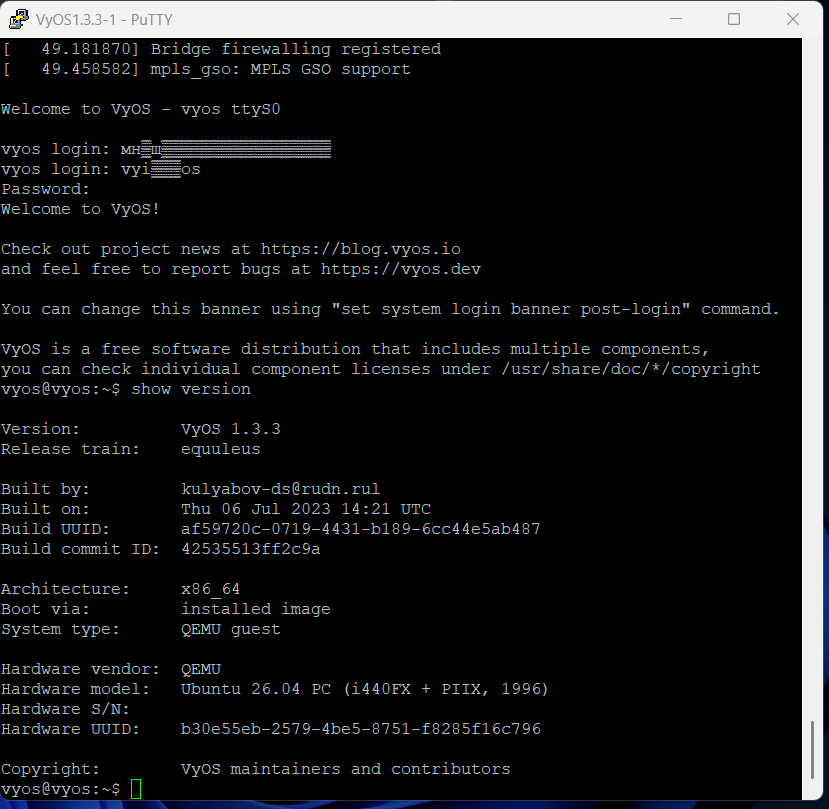 VyOS1.3.3-1 - PuTTY
[   49.181870] Bridge firewalling registered
[   49.458582] mpls_gso: MPLS GSO support
Welcome to VyOS - vyos ttyS0
vyos login: мн▒ш▒▒▒▒▒▒▒▒▒▒▒▒▒▒▒▒▒
vyos login: vyi▒▒▒os
Password:
Welcome to VyOS!
Check out project news at https://blog.vyos.io
and feel free to report bugs at https://vyos.dev
You can change this banner using "set system login banner post-login" command.
VyOS is a free software distribution that includes multiple components,
you can check individual component licenses under /usr/share/doc/*/copyright
vyos@vyos:~$ show version
Version:          VyOS 1.3.3
Release train:    equuleus
Built by:         kulyabov-ds@rudn.rul
Built on:         Thu 06 Jul 2023 14:21 UTC
Build UUID:       af59720c-0719-4431-b189-6cc44e5ab487
Build commit ID:  42535513ff2c9a
Architecture:     x86_64
Boot via:         installed image
System type:      QEMU guest
Hardware vendor:  QEMU
Hardware model:   Ubuntu 26.04 PC (i440FX + PIIX, 1996)
Hardware S/N:
Hardware UUID:    b30e55eb-2579-4be5-8751-f8285f16c796
Copyright:        VyOS maintainers and contributors
vyos@vyos:~$